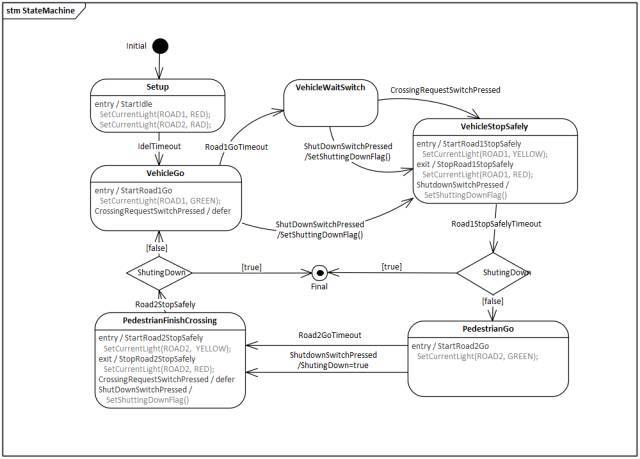 stm StateMachine
Initial
Setup
entry / StartIdle
SetCurrentLight(ROAD1, RED);
SetCurrentLight(ROAD2, RAD);
VehicleWaitSwitch
CrossingRequestSwitchPressed
IdelTimeout
Road1GoTimeout
VehicleStopSafely
entry / StartRoad1StopSafely
SetCurrentLight(ROAD1, YELLOW);
exit / StopRoad1StopSafely
SetCurrentLight(ROAD1, RED);
ShutdownSwitchPressed /
SetShuttingDownFlag()
ShutDownSwitchPressed
/SetShuttingDownFlag()
VehicleGo
entry / StartRoad1Go
SetCurrentLight(ROAD1, GREEN);
CrossingRequestSwitchPressed / defer
ShutDownSwitchPressed
/SetShuttingDownFlag()
Road1StopSafelyTimeout
[false]
ShutingDown
[true]
Final
[true]
ShutingDown
[false]
Road2StopSafely
PedestrianFinishCrossing
entry / StartRoad2StopSafely
SetCurrentLight(ROAD2, YELLOW);
exit / StopRoad2StopSafely
SetCurrentLight(ROAD2, RED);
CrossingRequestSwitchPressed / defer
ShutDownSwitchPressed /
SetShuttingDownFlag()
Road2GoTimeout
ShutdownSwitchPressed
/ShutingDown=true
PedestrianGo
entry / StartRoad2Go
SetCurrentLight(ROAD2, GREEN);